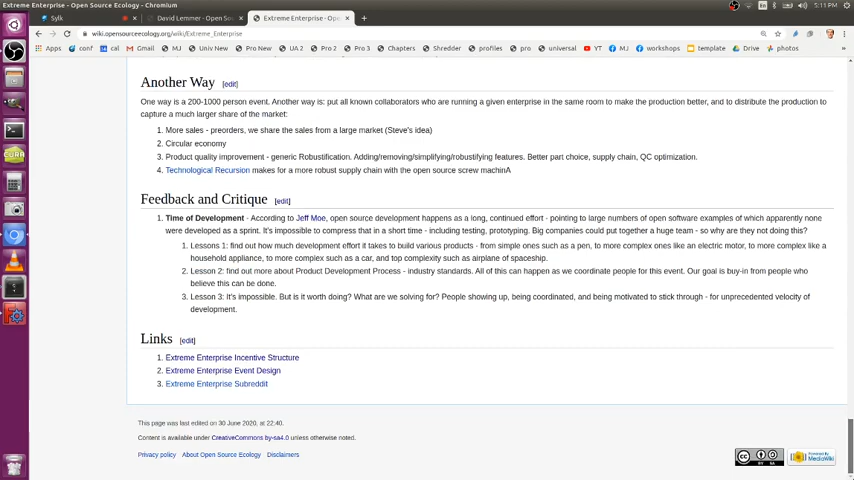 Extreme Enterprise - Open Source Ecology - Chromium
En
5:11 PM
Sylk
David Lemmer - Open Sou
Extreme Enterprise - Ope
wiki.opensourceecology.org/wiki/Extreme_Enterprise
Apps conf cal Gmail MJ Univ New Pro New UA 2 Pro 2 Pro 3 Chapters Shredder profiles pro universal YT MJ workshops template Drive photos
Another Way [edit]
One way is a 200-1000 person event. Another way is: put all known collaborators who are running a given enterprise in the same room to make the production better, and to distribute the production to
capture a much larger share of the market:
1. More sales - preorders, we share the sales from a large market (Steve's idea)
2. Circular economy
3. Product quality improvement - generic Robustification. Adding/removing/simplifying/robustifying features. Better part choice, supply chain, QC optimization.
4. Technological Recursion makes for a more robust supply chain with the open source screw machinA
Feedback and Critique [edit]
1. Time of Development - According to Jeff Moe, open source development happens as a long, continued effort - pointing to large numbers of open software examples of which apparently none
were developed as a sprint. It's impossible to compress that in a short time - including testing, prototyping. Big companies could put together a huge team - so why are they not doing this?
1. Lessons 1: find out how much development effort it takes to build various products - from simple ones such as a pen, to more complex ones like an electric motor, to more complex like a
household appliance, to more complex such as a car, and top complexity such as airplane of spaceship.
2. Lesson 2: find out more about Product Development Process - industry standards. All of this can happen as we coordinate people for this event. Our goal is buy-in from people who
believe this can be done.
3. Lesson 3: It's impossible. But is it worth doing? What are we solving for? People showing up, being coordinated, and being motivated to stick through - for unprecedented velocity of
development.
Links [edit]
1. Extreme Enterprise Incentive Structure
2. Extreme Enterprise Event Design
3. Extreme Enterprise Subreddit
This page was last edited on 30 June 2020, at 22:40.
Content is available under CreativeCommons by-sa4.0 unless otherwise noted.
Privacy policy About Open Source Ecology Disclaimers
CC BY SA
Powered By MediaWiki
CURA